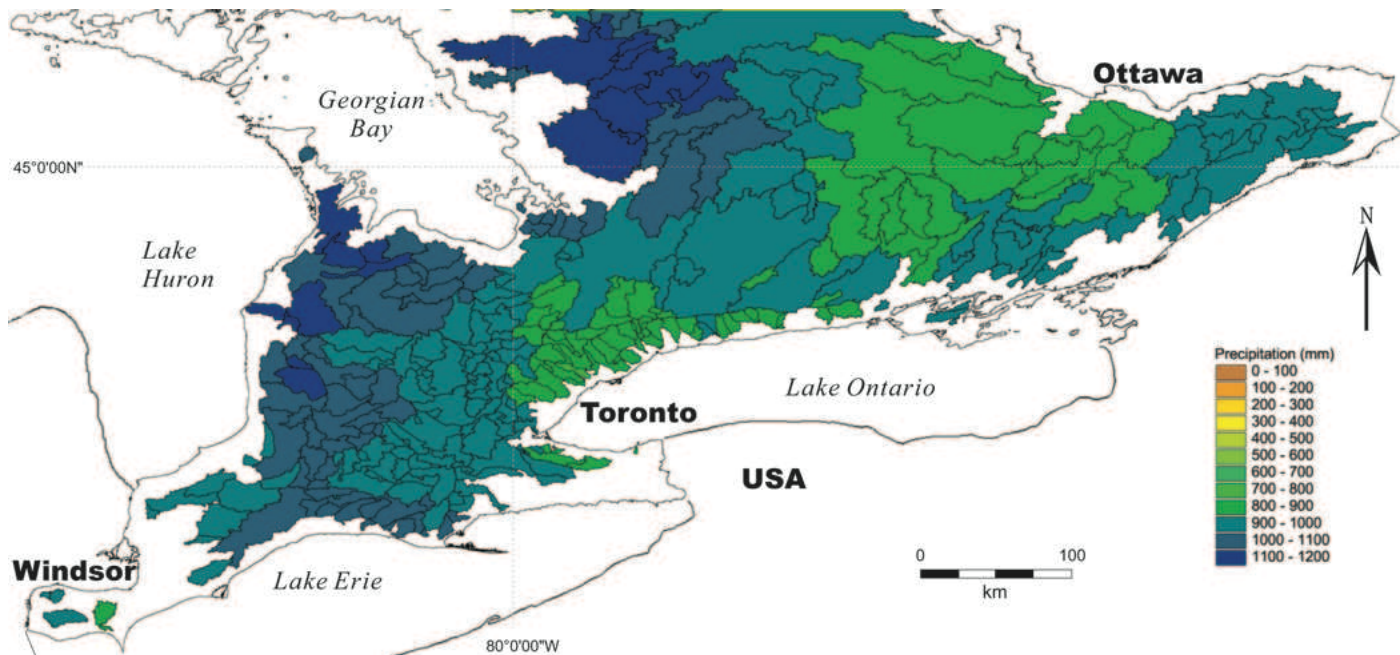 Ottawa
Georgian
Bay
45°0'00N"
N
Lake
Huron
Precipitation (mm)
0 - 100
100 - 200
200 - 300
300 - 400
400 - 500
500 - 600
600 - 700
700 - 800
800 - 900
900 - 1000
1000 - 1100
1100 - 1200
Lake Ontario
Toronto
USA
0 100
km
Windsor
Lake Erie
80°0'00"W